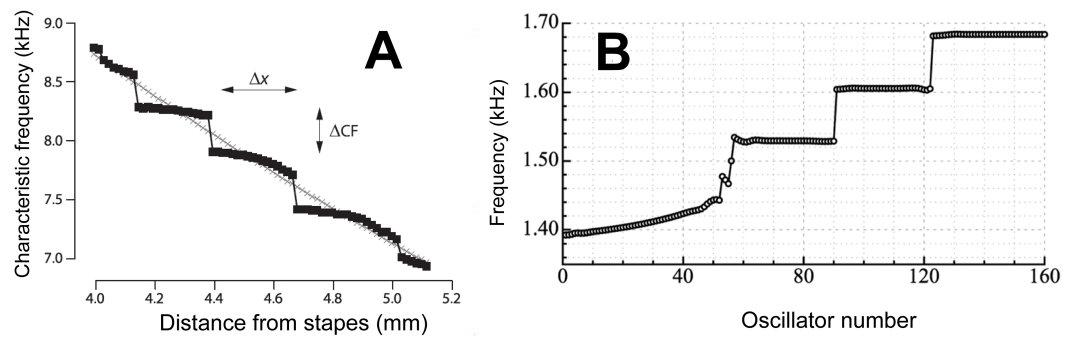 A
Characteristic frequency (kHz)
9.0
8.5
8.0
7.5
7.0
Δx
ΔCF
4.0 4.2 4.4 4.6 4.8 5.0 5.2
Distance from stapes (mm)
B
Frequency (kHz)
1.70
1.60
1.50
1.40
0 40 80 120 160
Oscillator number